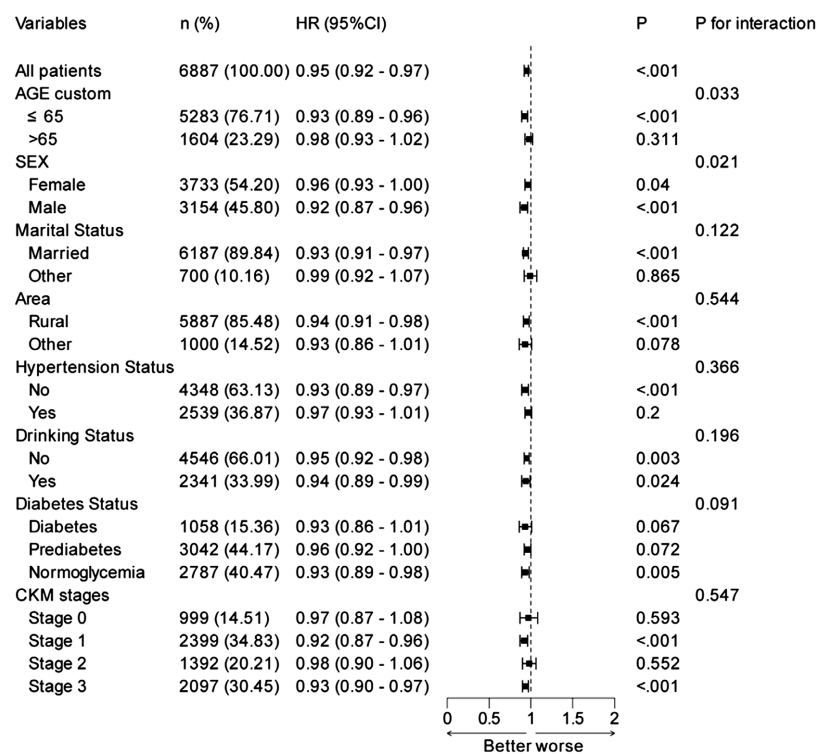 Variables n (%) HR (95%CI) P P for interaction
All patients 6887 (100.00) 0.95 (0.92 - 0.97) <.001
AGE custom 0.033
≤ 65 5283 (76.71) 0.93 (0.89 - 0.96) <.001
>65 1604 (23.29) 0.98 (0.93 - 1.02) 0.311
SEX 0.021
Female 3733 (54.20) 0.96 (0.93 - 1.00) 0.04
Male 3154 (45.80) 0.92 (0.87 - 0.96) <.001
Marital Status 0.122
Married 6187 (89.84) 0.93 (0.91 - 0.97) <.001
Other 700 (10.16) 0.99 (0.92 - 1.07) 0.865
Area 0.544
Rural 5887 (85.48) 0.94 (0.91 - 0.98) <.001
Other 1000 (14.52) 0.93 (0.86 - 1.01) 0.078
Hypertension Status 0.366
No 4348 (63.13) 0.93 (0.89 - 0.97) <.001
Yes 2539 (36.87) 0.97 (0.93 - 1.01) 0.2
Drinking Status 0.196
No 4546 (66.01) 0.95 (0.92 - 0.98) 0.003
Yes 2341 (33.99) 0.94 (0.89 - 0.99) 0.024
Diabetes Status 0.091
Diabetes 1058 (15.36) 0.93 (0.86 - 1.01) 0.067
Prediabetes 3042 (44.17) 0.96 (0.92 - 1.00) 0.072
Normoglycemia 2787 (40.47) 0.93 (0.89 - 0.98) 0.005
CKM stages 0.547
Stage 0 999 (14.51) 0.97 (0.87 - 1.08) 0.593
Stage 1 2399 (34.83) 0.92 (0.87 - 0.96) <.001
Stage 2 1392 (20.21) 0.98 (0.90 - 1.06) 0.552
Stage 3 2097 (30.45) 0.93 (0.90 - 0.97) <.001
0 0.5 1 1.5 2
Better worse